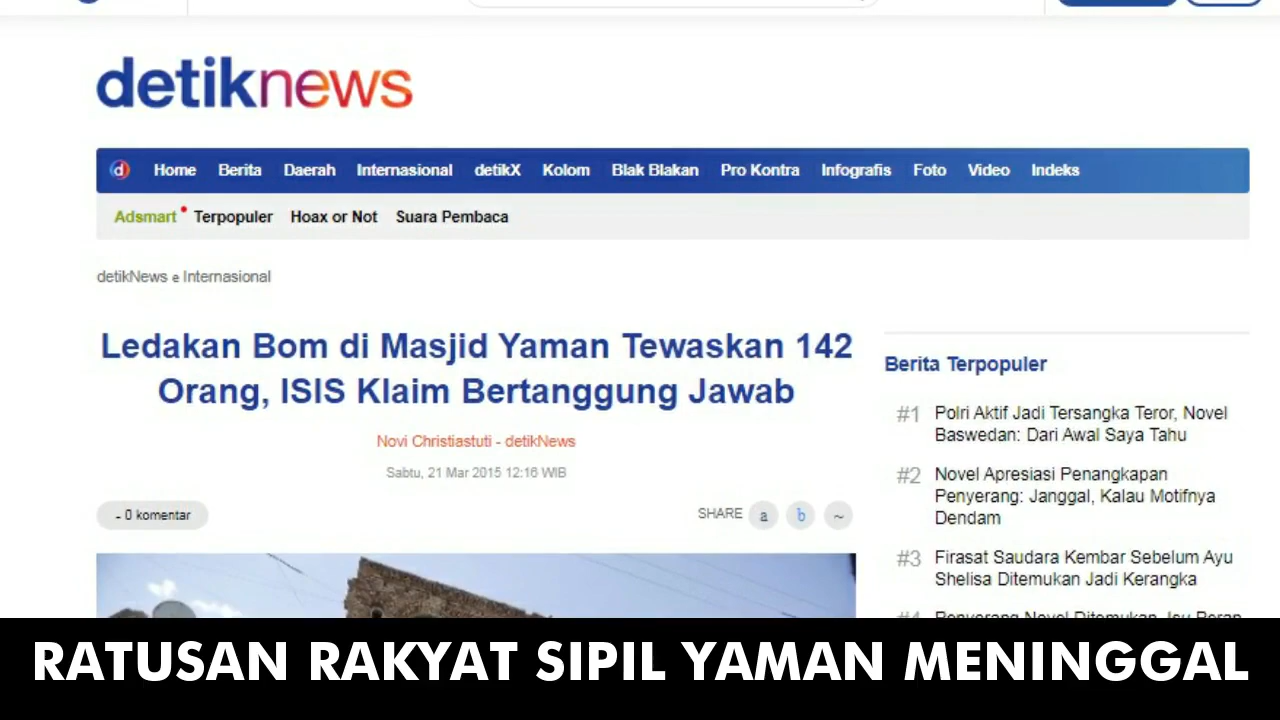 detiknews
Home Berita Daerah Internasional detikX Kolom Blak Blakan Pro Kontra Infografis Foto Video Indeks
Adsmart Terpopuler Hoax or Not Suara Pembaca
detikNews e Internasional
Ledakan Bom di Masjid Yaman Tewaskan 142
Orang, ISIS Klaim Bertanggung Jawab
Novi Christiastuti - detikNews
Sabtu, 21 Mar 2015 12:16 WIB
- 0 komentar
SHARE a b ~
Berita Terpopuler
#1 Polri Aktif Jadi Tersangka Teror, Novel
Baswedan: Dari Awal Saya Tahu
#2 Novel Apresiasi Penangkapan
Penyerang: Janggal, Kalau Motifnya
Dendam
#3 Firasat Saudara Kembar Sebelum Ayu
Shelisa Ditemukan Jadi Kerangka
RATUSAN RAKYAT SIPIL YAMAN MENINGGAL